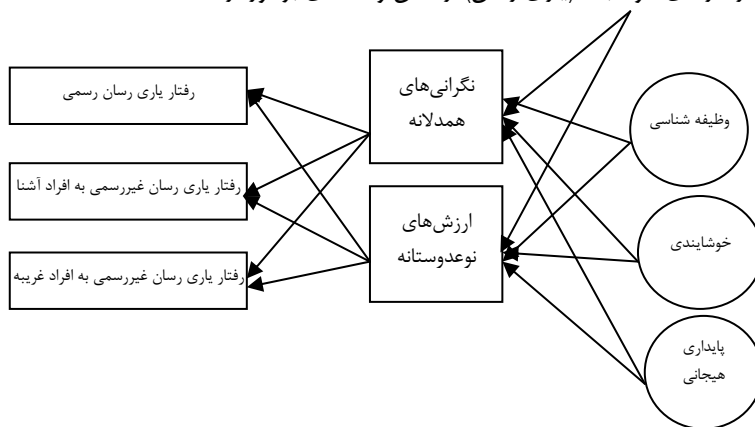 وظیفه شناسی
خوشایندی
پایداری
هیجانی
نگرانی‌های
همدلانه
ارزش‌های
نوعدوستانه
رفتار یاری رسان رسمی
رفتار یاری رسان غیررسمی به افراد آشنا
رفتار یاری رسان غیررسمی به افراد غریبه